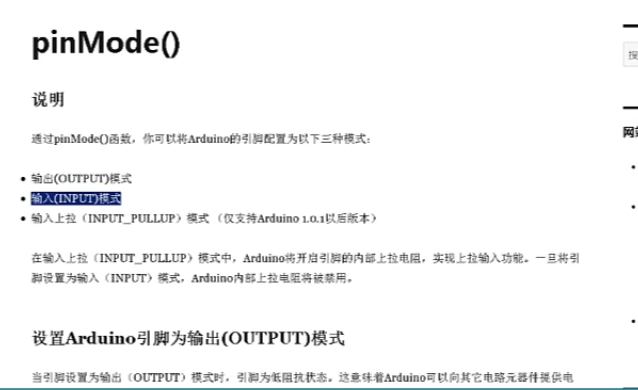 pinMode()
说明
通过pinMode()函数，你可以将Arduino的引脚配置为以下三种模式：
输出(OUTPUT)模式
输入(INPUT)模式
输入上拉（INPUT_PULLUP）模式 （仅支持Arduino 1.0.1以后版本）
在输入上拉（INPUT_PULLUP）模式中，Arduino将开启引脚的内部上拉电阻，实现上拉输入功能。一旦将引
脚设置为输入（INPUT）模式，Arduino内部上拉电阻将被禁用。
设置Arduino引脚为输出(OUTPUT)模式
当引脚设置为输出（OUTPUT）模式时，引脚为低阻抗状态。这意味着Arduino可以向其它电路元器件提供电